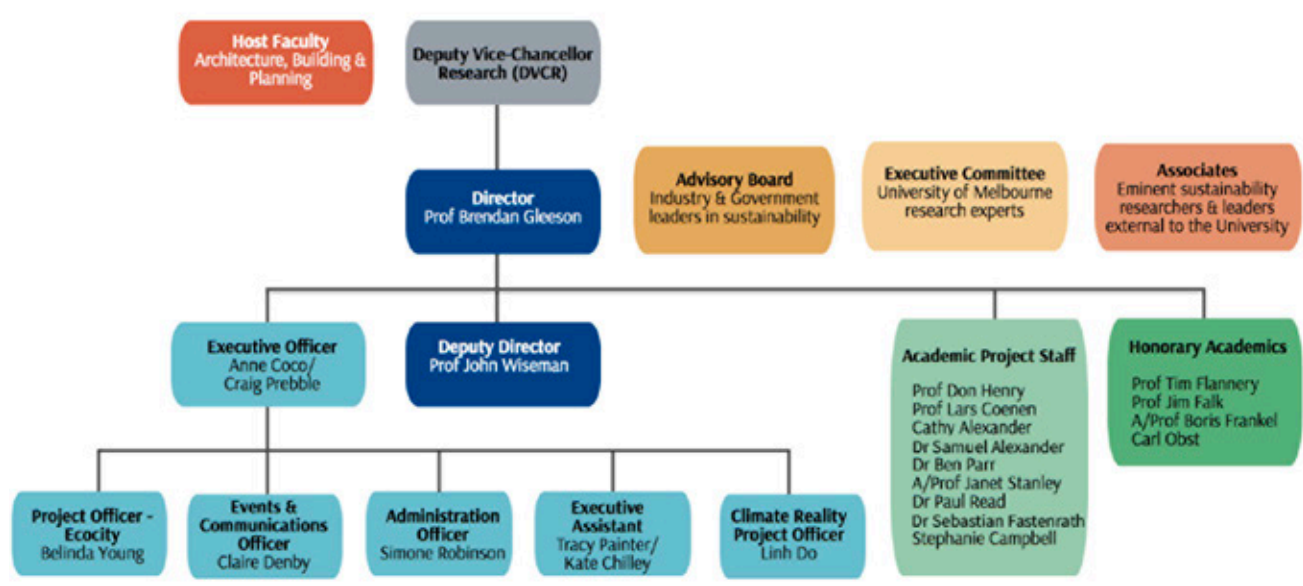 Host Faculty
Architecture, Building &
Planning
Deputy Vice-Chancellor
Research (DVCR)
Director
Prof Brendan Gleeson
Advisory Board
Industry & Government
leaders in sustainability
Executive Committee
University of Melbourne
research experts
Associates
Eminent sustainability
researchers & leaders
external to the University
Executive Officer
Anne Coco/
Craig Prebble
Deputy Director
Prof John Wiseman
Academic Project Staff
Prof Don Henry
Prof Lars Coenen
Cathy Alexander
Dr Samuel Alexander
Dr Ben Parr
A/Prof Janet Stanley
Dr Paul Read
Dr Sebastian Fastenrath
Stephanie Campbell
Honorary Academics
Prof Tim Flannery
Prof Jim Falk
A/Prof Boris Frankel
Carl Obst
Project Officer -
Ecocity
Belinda Young
Events &
Communications
Officer
Claire Denby
Administration
Officer
Simone Robinson
Executive
Assistant
Tracy Painter/
Kate Chilley
Climate Reality
Project Officer
Linh Do